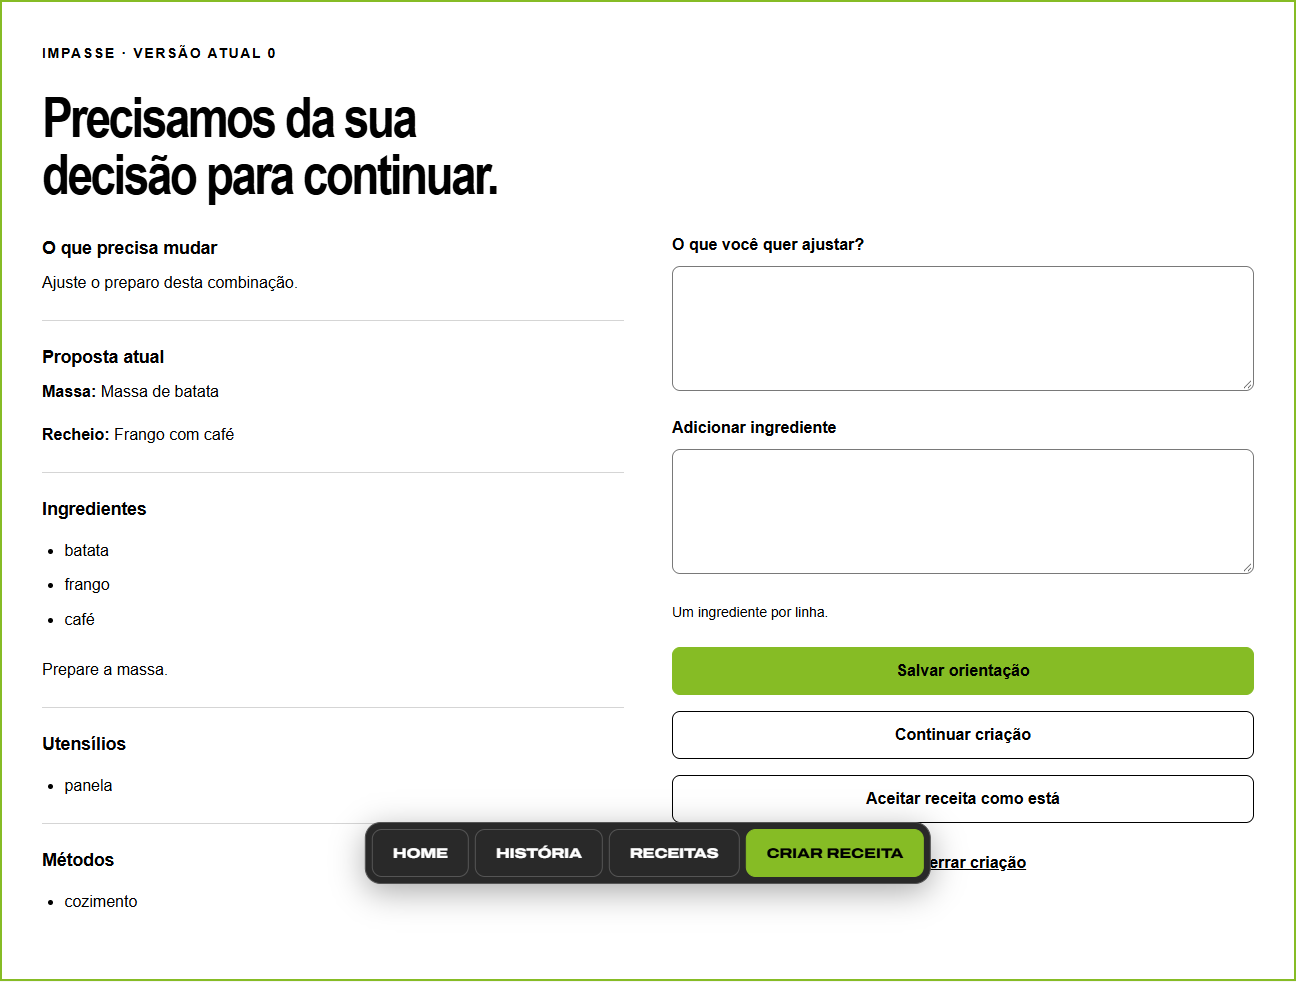 IMPASSE · VERSÃO ATUAL 0
Precisamos da sua
decisão para continuar.
O que precisa mudar
Ajuste o preparo desta combinação.
Proposta atual
Massa: Massa de batata
Recheio: Frango com café
Ingredientes
batata
frango
café
Prepare a massa.
Utensílios
panela
Métodos
cozimento
O que você quer ajustar?
Adicionar ingrediente
Um ingrediente por linha.
Salvar orientação
Continuar criação
Aceitar receita como está
criação
HOME
HISTÓRIA
RECEITAS
CRIAR RECEITA